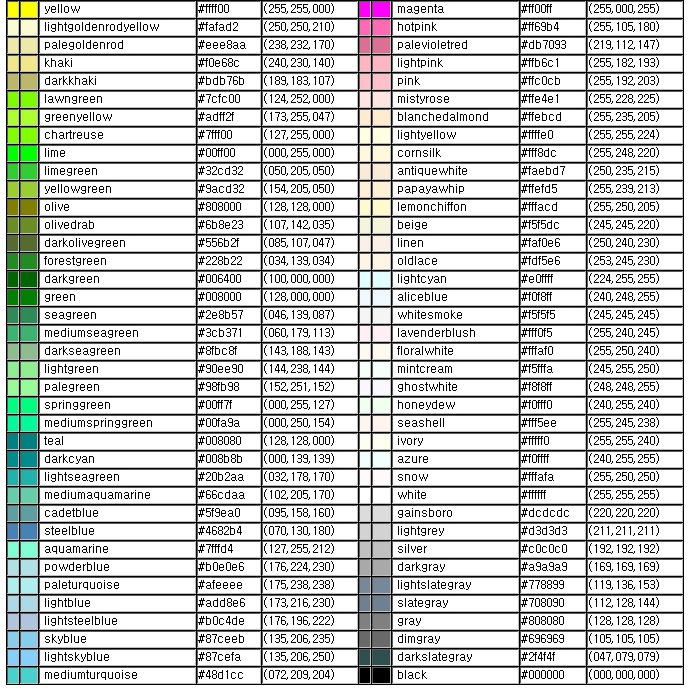 yellow #ffff00 (255,255,000) magenta #ff00ff (255,000,255)
lightgoldenrodyellow #fafad2 (250,250,210) hotpink #ff69b4 (255,105,180)
palegoldenrod #eee8aa (238,232,170) palevioletred #db7093 (219,112,147)
khaki #f0e68c (240,230,140) lightpink #ffb6c1 (255,182,193)
darkkhaki #bdb76b (189,183,107) pink #ffc0cb (255,192,203)
lawngreen #7cfc00 (124,252,000) mistyrose #ffe4e1 (255,228,225)
greenyellow #adff2f (173,255,047) blanchedalmond #ffebcd (255,235,205)
chartreuse #7fff00 (127,255,000) lightyellow #ffffe0 (255,255,224)
lime #00ff00 (000,255,000) cornsilk #fff8dc (255,248,220)
limegreen #32cd32 (050,205,050) antiquewhite #faebd7 (250,235,215)
yellowgreen #9acd32 (154,205,050) papayawhip #ffefd5 (255,239,213)
olive #808000 (128,128,000) lemonchiffon #fffacd (255,250,205)
olivedrab #6b8e23 (107,142,035) beige #f5f5dc (245,245,220)
darkolivegreen #556b2f (085,107,047) linen #faf0e6 (250,240,230)
forestgreen #228b22 (034,139,034) oldlace #fdf5e6 (253,245,230)
darkgreen #006400 (100,000,000) lightcyan #e0ffff (224,255,255)
green #008000 (128,000,000) aliceblue #f0f8ff (240,248,255)
seagreen #2e8b57 (046,139,087) whitesmoke #f5f5f5 (245,245,245)
mediumseagreen #3cb371 (060,179,113) lavenderblush #fff0f5 (255,240,245)
darkseagreen #8fbc8f (143,188,143) floralwhite #fffaf0 (255,250,240)
lightgreen #90ee90 (144,238,144) mintcream #f5fffa (245,255,250)
palegreen #98fb98 (152,251,152) ghostwhite #f8f8ff (248,248,255)
springgreen #00ff7f (000,255,127) honeydew #f0fff0 (240,255,240)
mediumspringgreen #00fa9a (000,250,154) seashell #fff5ee (255,245,238)
teal #008080 (128,128,000) ivory #fffff0 (255,255,240)
darkcyan #008b8b (000,139,139) azure #f0ffff (240,255,255)
lightseagreen #20b2aa (032,178,170) snow #fffafa (255,250,250)
mediumaquamarine #66cdaa (102,205,170) white #ffffff (255,255,255)
cadetblue #5f9ea0 (095,158,160) gainsboro #dcdcdc (220,220,220)
steelblue #4682b4 (070,130,180) lightgrey #d3d3d3 (211,211,211)
aquamarine #7fffd4 (127,255,212) silver #c0c0c0 (192,192,192)
powderblue #b0e0e6 (176,224,230) darkgray #a9a9a9 (169,169,169)
paleturquoise #afeeee (175,238,238) lightslategray #778899 (119,136,153)
lightblue #add8e6 (173,216,230) slategray #708090 (112,128,144)
lightsteelblue #b0c4de (176,196,222) gray #808080 (128,128,128)
skyblue #87ceeb (135,206,235) dimgray #696969 (105,105,105)
lightskyblue #87cefa (135,206,250) darkslategray #2f4f4f (047,079,079)
mediumturquoise #48d1cc (072,209,204) black #000000 (000,000,000)